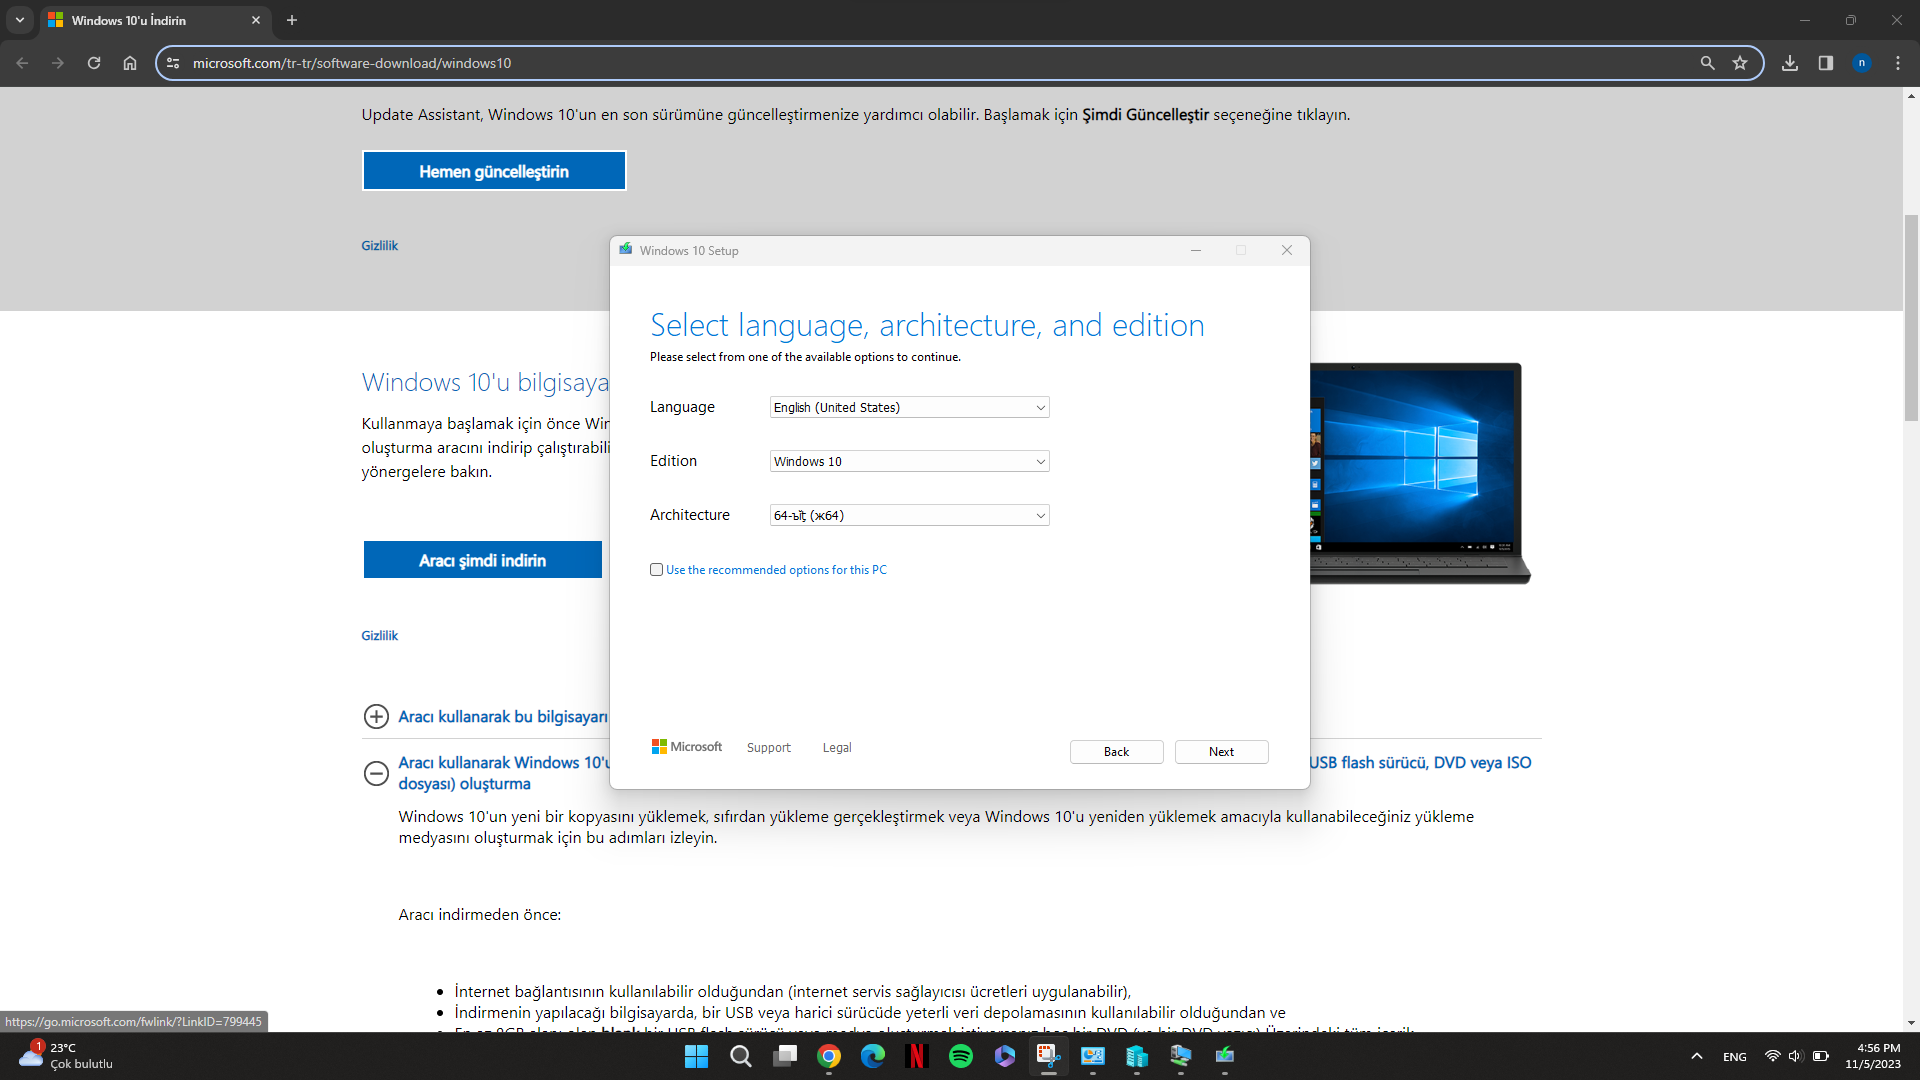 Windows 10'u İndirin
microsoft.com/tr-tr/software-download/windows10
n
Update Assistant, Windows 10'un en son sürümüne güncelleştirmenize yardımcı olabilir. Başlamak için Şimdi Güncelleştir seçeneğine tıklayın.
Hemen güncelleştirin
Gizlilik
Windows 10 Setup
Select language, architecture, and edition
Please select from one of the available options to continue.
Language English (United States)
Edition Windows 10
Architecture 64-ъĭţ (ж64)
Use the recommended options for this PC
Microsoft Support Legal
Back Next
Windows 10'u bilgisaya
Kullanmaya başlamak için önce Wir
oluşturma aracını indirip çalıştırabili
yönergelere bakın.
Aracı şimdi indirin
Gizlilik
Aracı kullanarak bu bilgisayarı
Aracı kullanarak Windows 10'u USB flash sürücü, DVD veya ISO
dosyası) oluşturma
Windows 10'un yeni bir kopyasını yüklemek, sıfırdan yükleme gerçekleştirmek veya Windows 10'u yeniden yüklemek amacıyla kullanabileceğiniz yükleme
medyasını oluşturmak için bu adımları izleyin.
Aracı indirmeden önce:
İnternet bağlantısının kullanılabilir olduğundan (internet servis sağlayıcısı ücretleri uygulanabilir),
İndirmenin yapılacağı bilgisayarda, bir USB veya harici sürücüde yeterli veri depolamasının kullanılabilir olduğundan ve
https://go.microsoft.com/fwlink/?LinkID=799445
1
23°C
Çok bulutlu
ENG
4:56 PM
11/5/2023